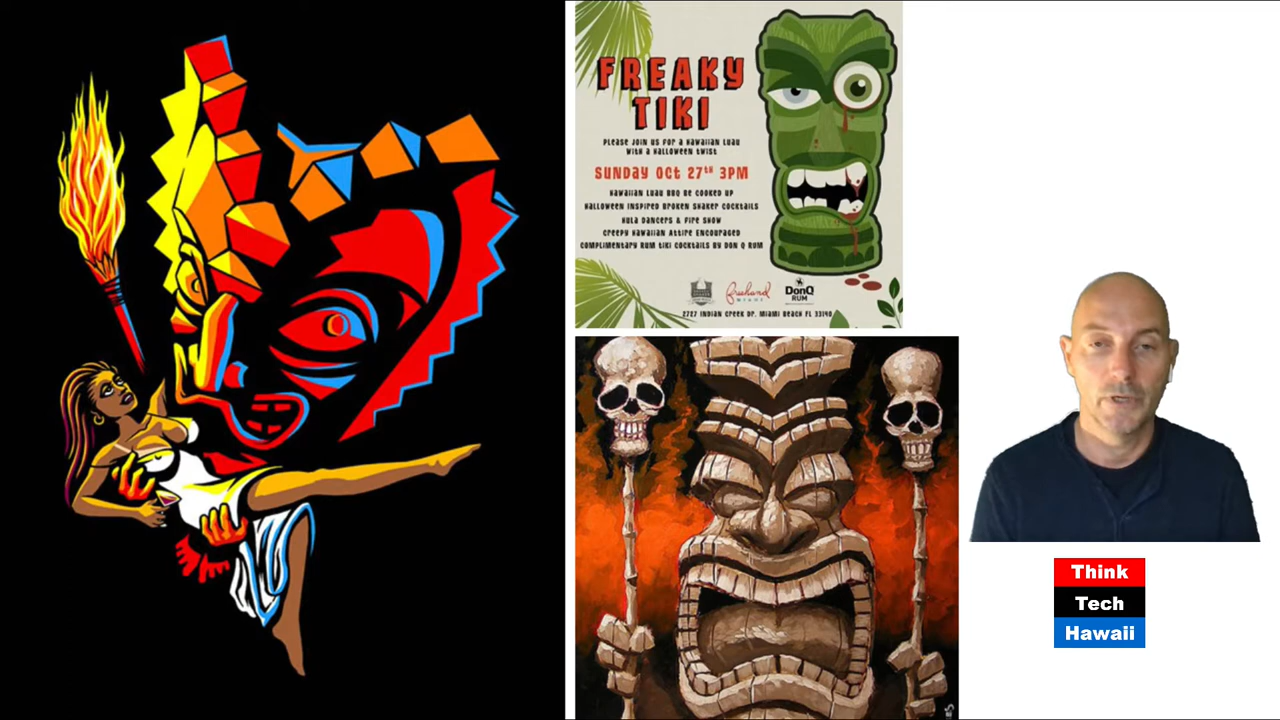 FREAKY
TIKI
PLEASE JOIN US FOR A HAWAIIAN LUAU
WITH A HALLOWEEN TWIST
SUNDAY OCT 27TH 3PM
HAWAIIAN LUAU BBQ BE COOKED UP
HALLOWEEN INSPIRED BROKEN SHAKER COCKTAILS
HULA DANCERS & FIRE SHOW
CREEPY HAWAIIAN ATTIRE ENCOURAGED
COMPLIMENTARY RUM TIKI COCKTAILS BY DON Q RUM
freehand
MIAMI
DonQ
RUM
2727 INDIAN CREEK DR, MIAMI BEACH FL 33140
Think
Tech
Hawaii